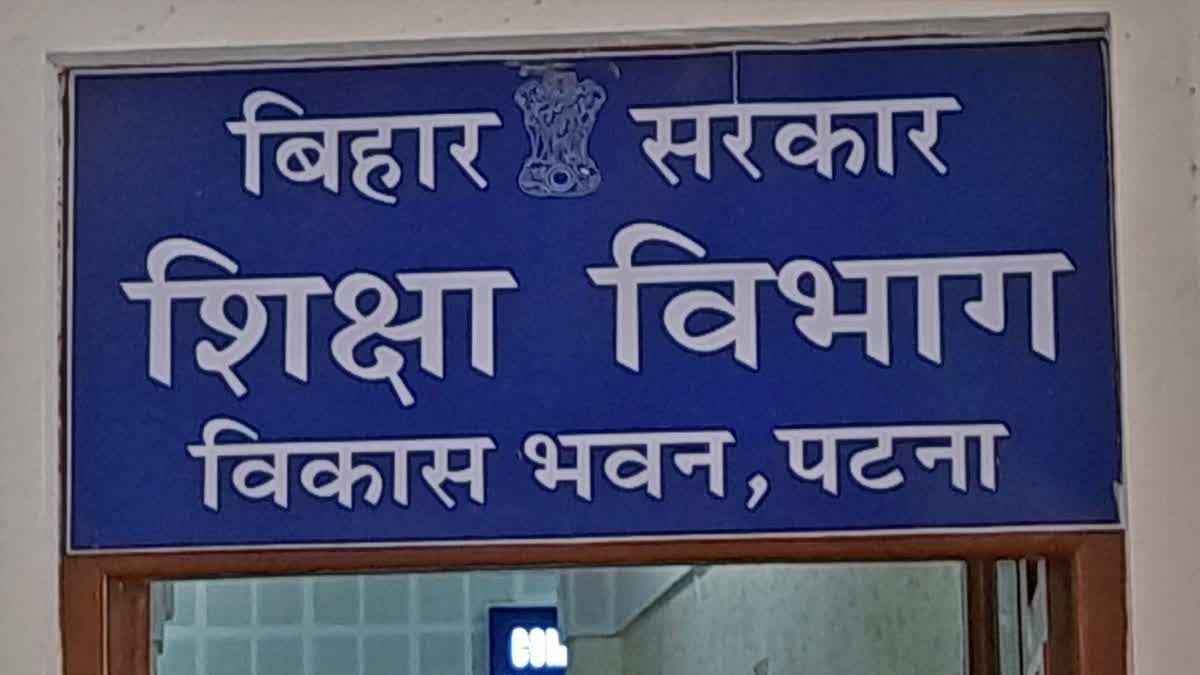 बिहार सरकार
शिक्षा विभाग
विकास भवन, पटना